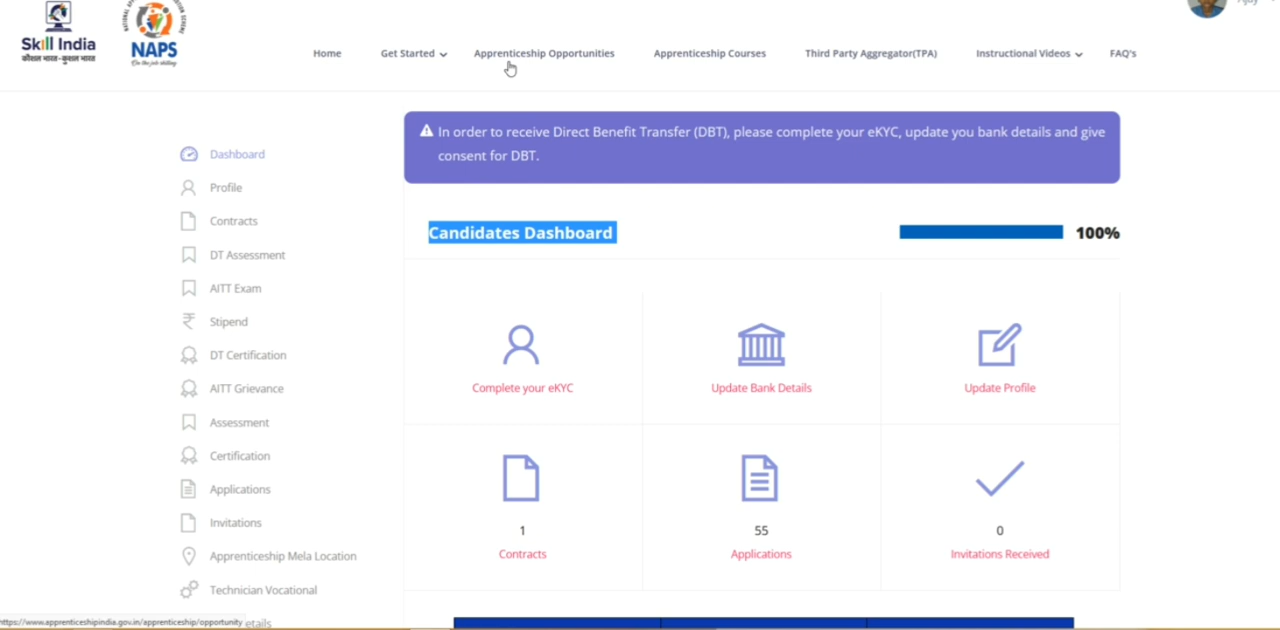 Skill India
कौशल भारत-कुशल भारत
NAPS
On the job skilling
Home
Get Started
Apprenticeship Opportunities
Apprenticeship Courses
Third Party Aggregator(TPA)
Instructional Videos
FAQ's
In order to receive Direct Benefit Transfer (DBT), please complete your eKYC, update you bank details and give
consent for DBT.
Dashboard
Profile
Contracts
DT Assessment
AITT Exam
Stipend
DT Certification
AITT Grievance
Assessment
Certification
Applications
Invitations
Apprenticeship Mela Location
Technician Vocational
Candidates Dashboard
100%
Complete your eKYC
Update Bank Details
Update Profile
1
Contracts
55
Applications
0
Invitations Received
https://www.apprenticeshipindia.gov.in/apprenticeship/opportunity